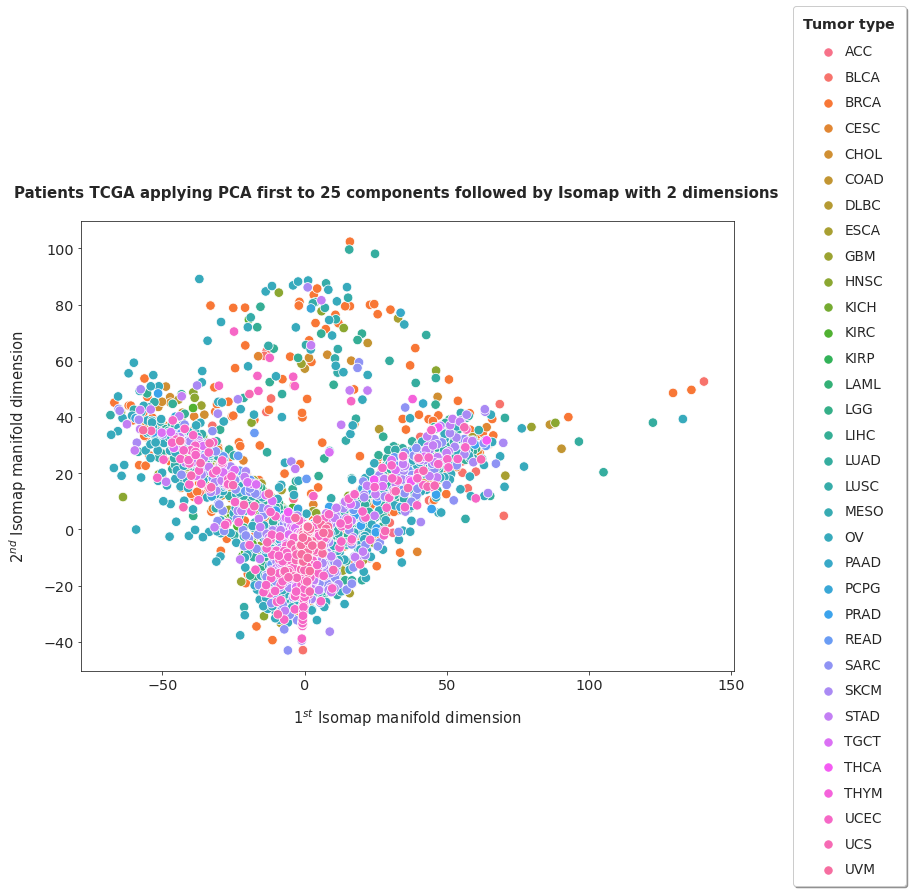 Patients TCGA applying PCA first to 25 components followed by Isomap with 2 dimensions
2nd Isomap manifold dimension
100
80
60
40
20
0
−20
−40
−50
0
50
100
150
1st Isomap manifold dimension
Tumor type
ACC
BLCA
BRCA
CESC
CHOL
COAD
DLBC
ESCA
GBM
HNSC
KICH
KIRC
KIRP
LAML
LGG
LIHC
LUAD
LUSC
MESO
OV
PAAD
PCPG
PRAD
READ
SARC
SKCM
STAD
TGCT
THCA
THYM
UCEC
UCS
UVM